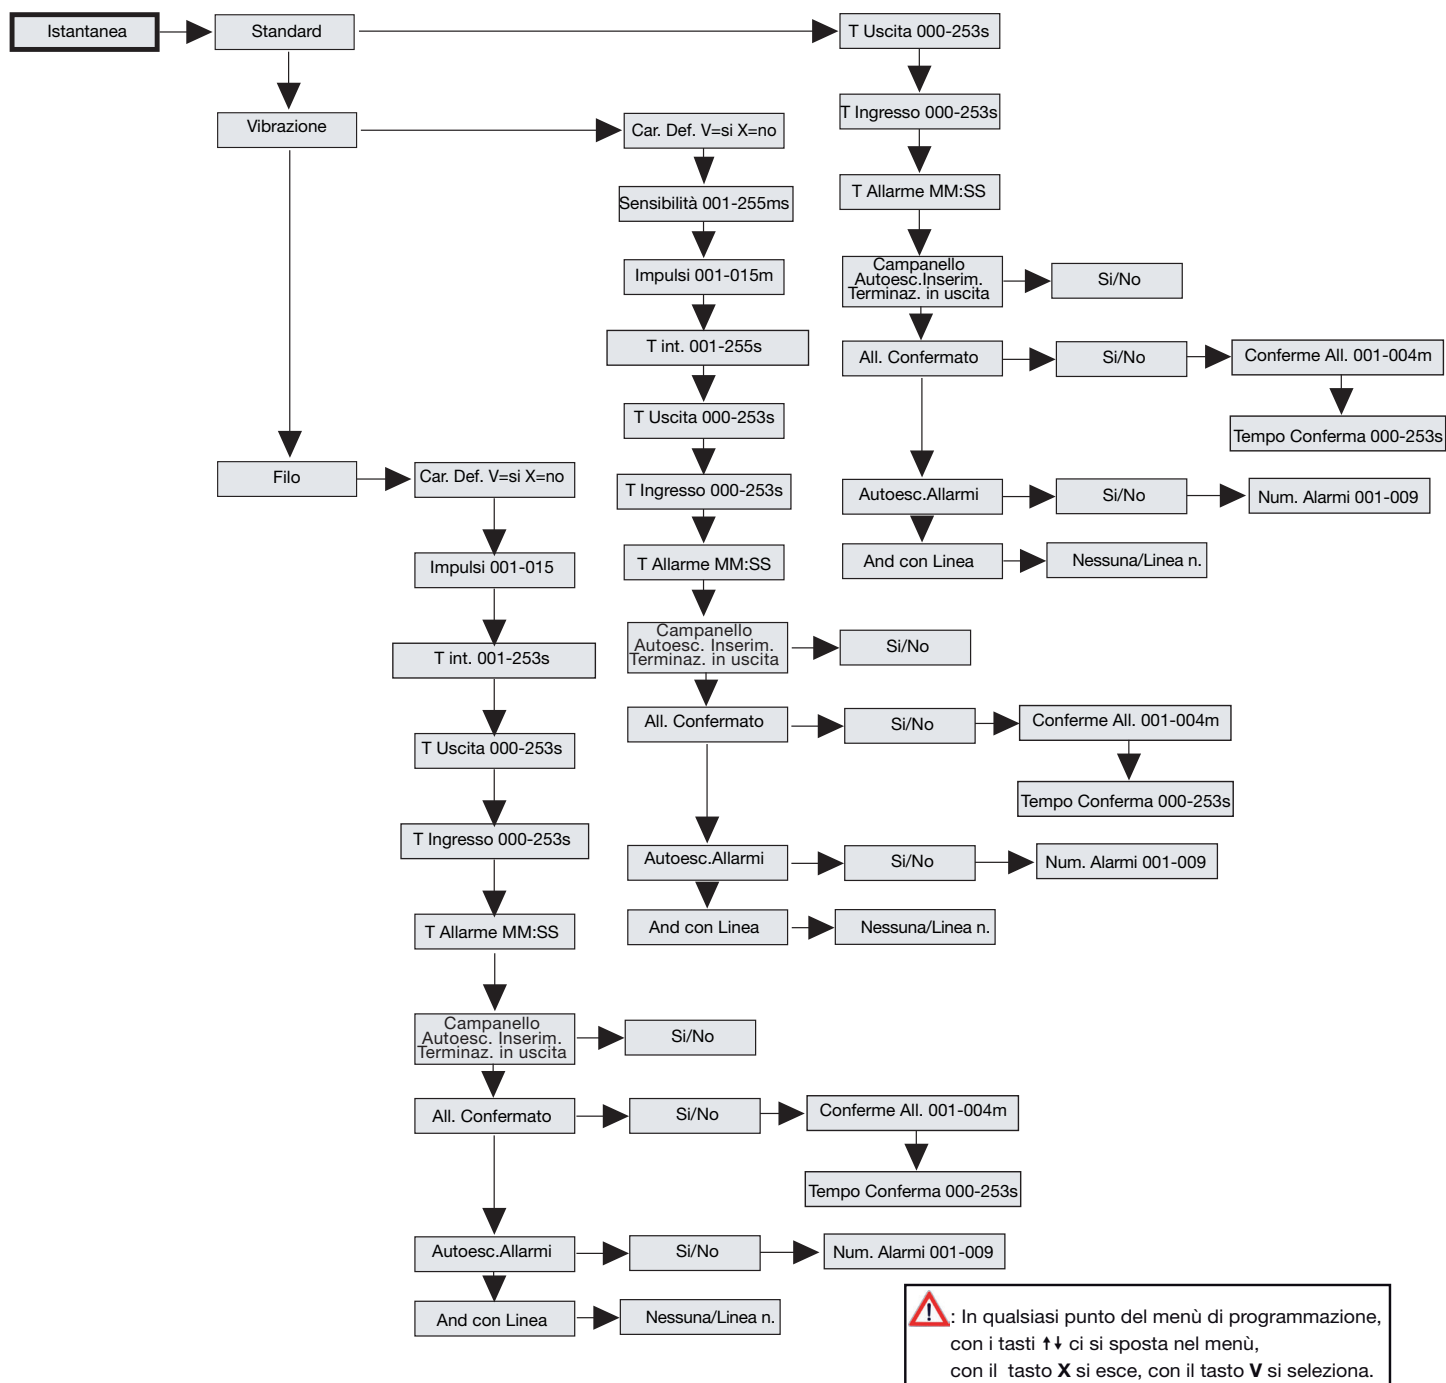 Istantanea
Standard
T Uscita 000-253s
T Ingresso 000-253s
T Allarme MM:SS
Campanello
Autoesc.Inserim.
Terminaz. in uscita
Si/No
All. Confermato
Si/No
Conferme All. 001-004m
Tempo Conferma 000-253s
Autoesc.Allarmi
Si/No
Num. Alarmi 001-009
And con Linea
Nessuna/Linea n.
Vibrazione
Car. Def. V=si X=no
Sensibilità 001-255ms
Impulsi 001-015m
T int. 001-255s
T Uscita 000-253s
T Ingresso 000-253s
T Allarme MM:SS
Campanello
Autoesc. Inserim.
Terminaz. in uscita
Si/No
All. Confermato
Si/No
Conferme All. 001-004m
Tempo Conferma 000-253s
Autoesc.Allarmi
Si/No
Num. Alarmi 001-009
And con Linea
Nessuna/Linea n.
Filo
Car. Def. V=si X=no
Impulsi 001-015
T int. 001-253s
T Uscita 000-253s
T Ingresso 000-253s
T Allarme MM:SS
Campanello
Autoesc. Inserim.
Terminaz. in uscita
Si/No
All. Confermato
Si/No
Conferme All. 001-004m
Tempo Conferma 000-253s
Autoesc.Allarmi
Si/No
Num. Alarmi 001-009
And con Linea
Nessuna/Linea n.
: In qualsiasi punto del menù di programmazione,
con i tasti ↑↓ ci si sposta nel menù,
con il tasto X si esce, con il tasto V si seleziona.